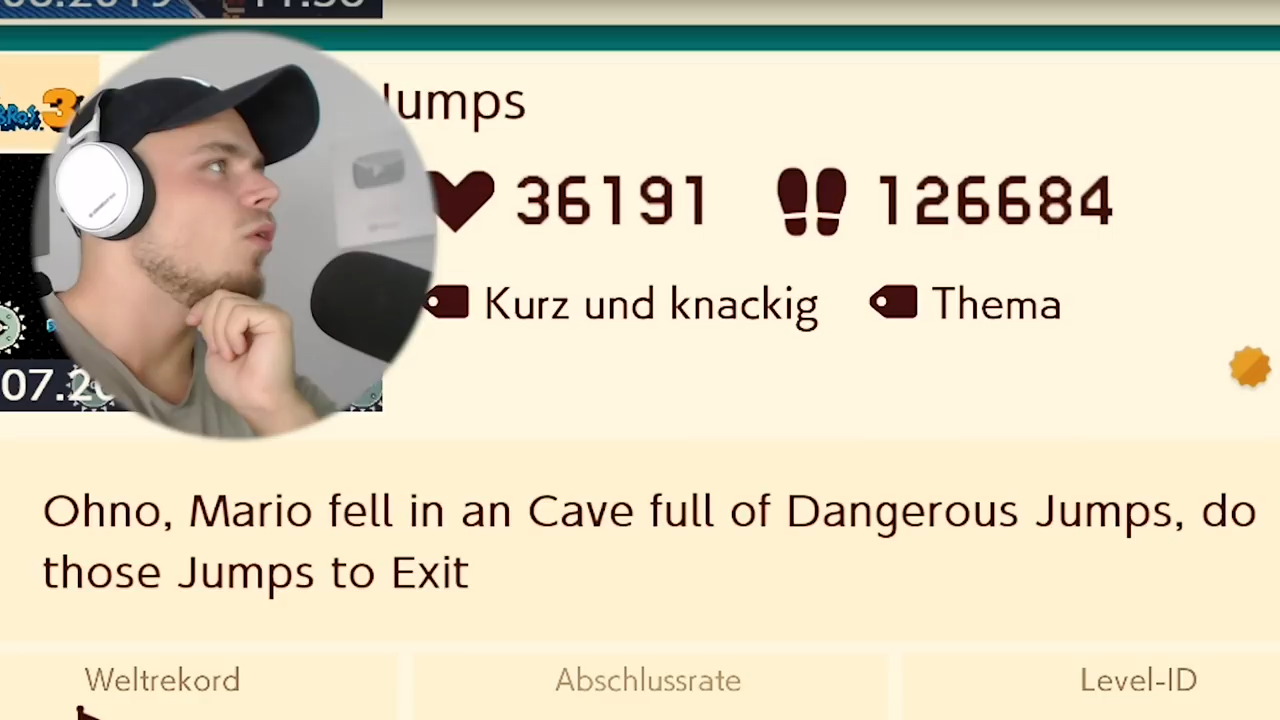 Jumps
36191 126684
Kurz und knackig Thema
Ohno, Mario fell in an Cave full of Dangerous Jumps, do
those Jumps to Exit
Weltrekord Abschlussrate Level-ID